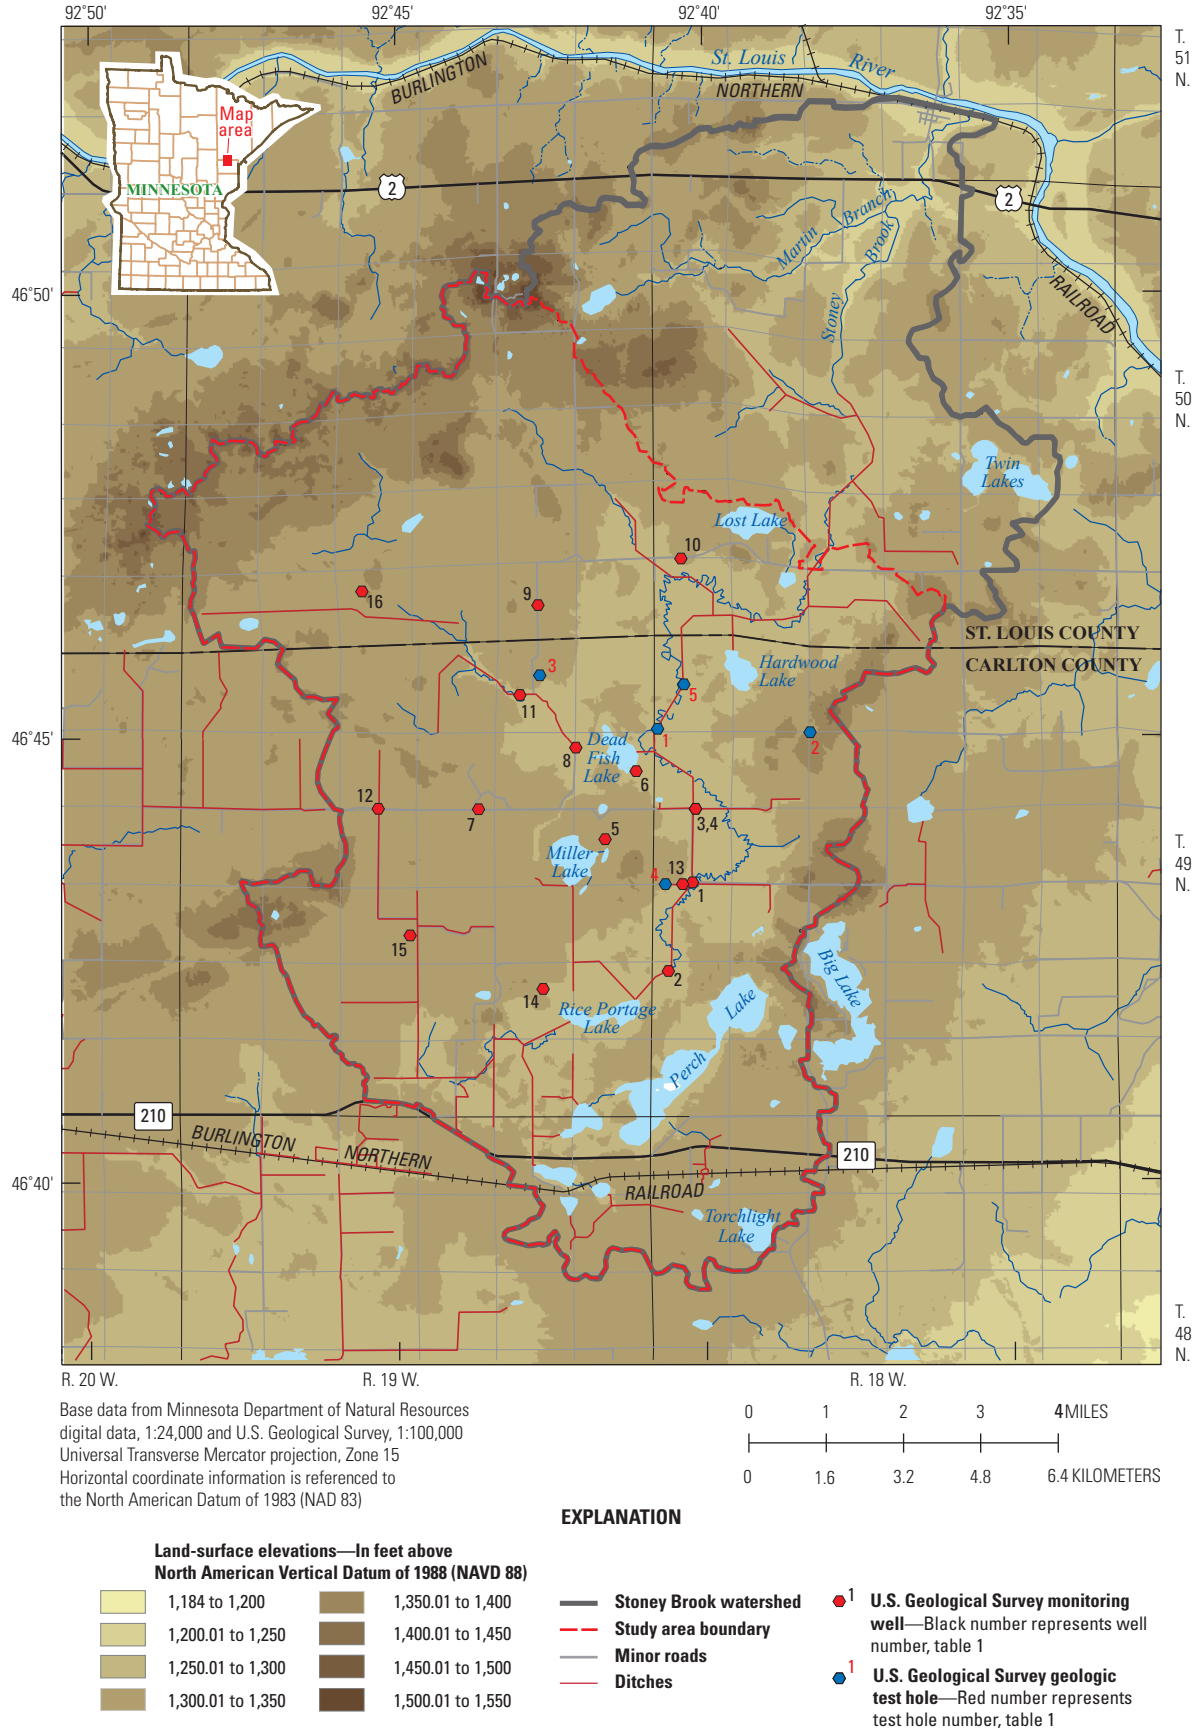 92°50'
92°45'
92°40'
92°35'
T.
51
N.
St. Louis
River
BURLINGTON
NORTHERN
Map
area
MINNESOTA
2
2
Martin
Branch
Brook
Stoney
RAILROAD
46°50'
T.
50
N.
Twin
Lakes
Lost Lake
10
16
9
ST. LOUIS COUNTY
CARLTON COUNTY
3
Hardwood
Lake
5
11
46°45'
1
2
Dead
Fish
Lake
8
6
12
7
3,4
5
Miller
Lake
T.
49
N.
4
13
1
15
Big Lake
2
14
Rice Portage
Lake
Lake
Perch
210
BURLINGTON
NORTHERN
210
46°40'
RAILROAD
Torchlight
Lake
T.
48
N.
R. 20 W.
R. 19 W.
R. 18 W.
Base data from Minnesota Department of Natural Resources
digital data, 1:24,000 and U.S. Geological Survey, 1:100,000
Universal Transverse Mercator projection, Zone 15
Horizontal coordinate information is referenced to
the North American Datum of 1983 (NAD 83)
0 1 2 3 4 MILES
0 1.6 3.2 4.8 6.4 KILOMETERS
EXPLANATION
Land-surface elevations—In feet above
North American Vertical Datum of 1988 (NAVD 88)
1,184 to 1,200
1,200.01 to 1,250
1,250.01 to 1,300
1,300.01 to 1,350
1,350.01 to 1,400
1,400.01 to 1,450
1,450.01 to 1,500
1,500.01 to 1,550
Stoney Brook watershed
Study area boundary
Minor roads
Ditches
1 U.S. Geological Survey monitoring
well—Black number represents well
number, table 1
1 U.S. Geological Survey geologic
test hole—Red number represents
test hole number, table 1